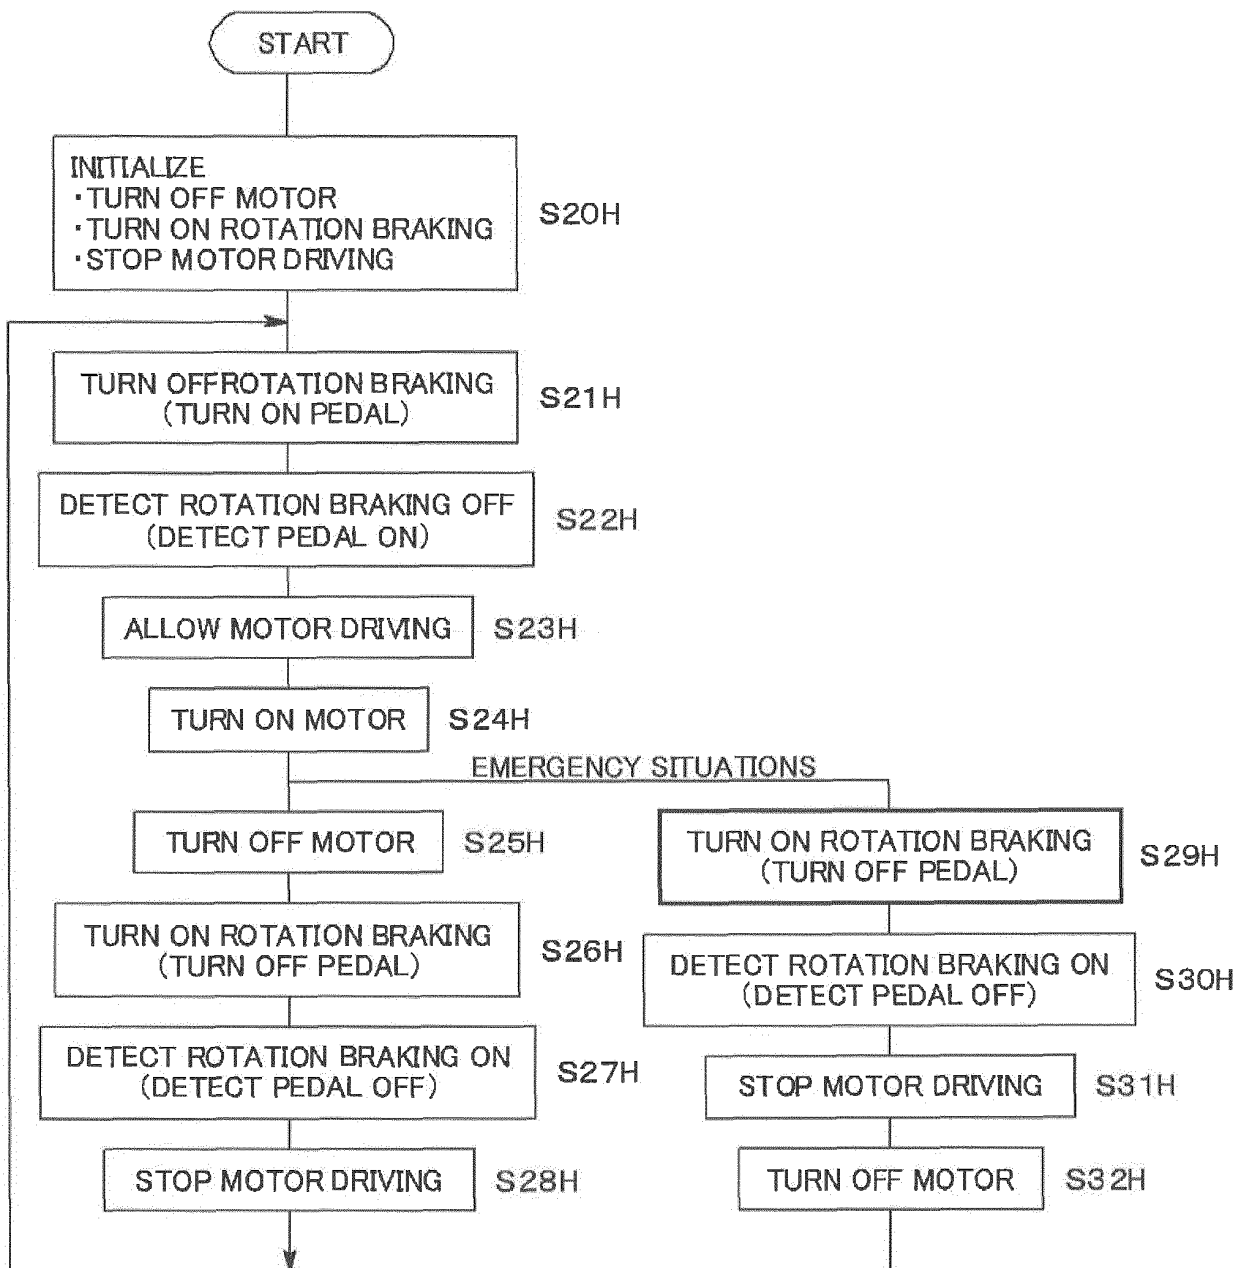 START
INITIALIZE
・TURN OFF MOTOR
・TURN ON ROTATION BRAKING
・STOP MOTOR DRIVING
S20H
TURN OFFROTATION BRAKING
(TURN ON PEDAL)
S21H
DETECT ROTATION BRAKING OFF
(DETECT PEDAL ON)
S22H
ALLOW MOTOR DRIVING
S23H
TURN ON MOTOR
S24H
EMERGENCY SITUATIONS
TURN OFF MOTOR
S25H
TURN ON ROTATION BRAKING
(TURN OFF PEDAL)
S26H
DETECT ROTATION BRAKING ON
(DETECT PEDAL OFF)
S27H
STOP MOTOR DRIVING
S28H
TURN ON ROTATION BRAKING
(TURN OFF PEDAL)
S29H
DETECT ROTATION BRAKING ON
(DETECT PEDAL OFF)
S30H
STOP MOTOR DRIVING
S31H
TURN OFF MOTOR
S32H